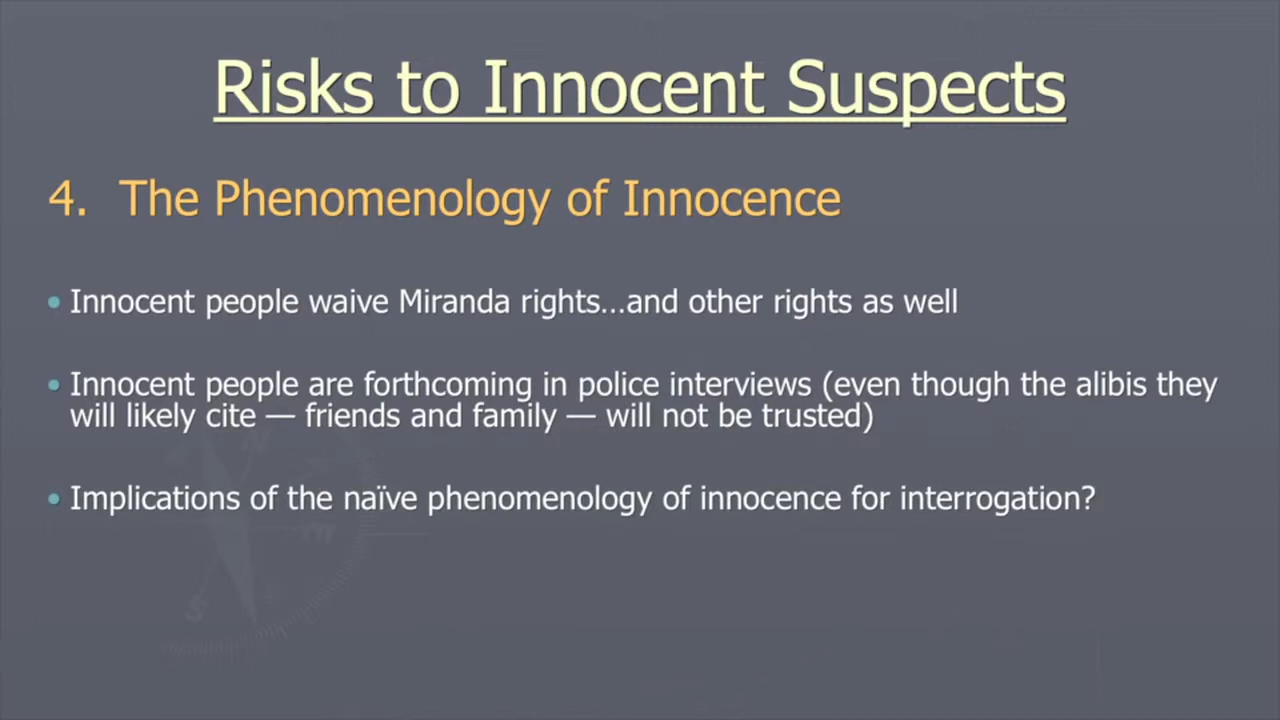 Risks to Innocent Suspects
4. The Phenomenology of Innocence
• Innocent people waive Miranda rights…and other rights as well
• Innocent people are forthcoming in police interviews (even though the alibis they
will likely cite — friends and family — will not be trusted)
• Implications of the naïve phenomenology of innocence for interrogation?
N
E
S